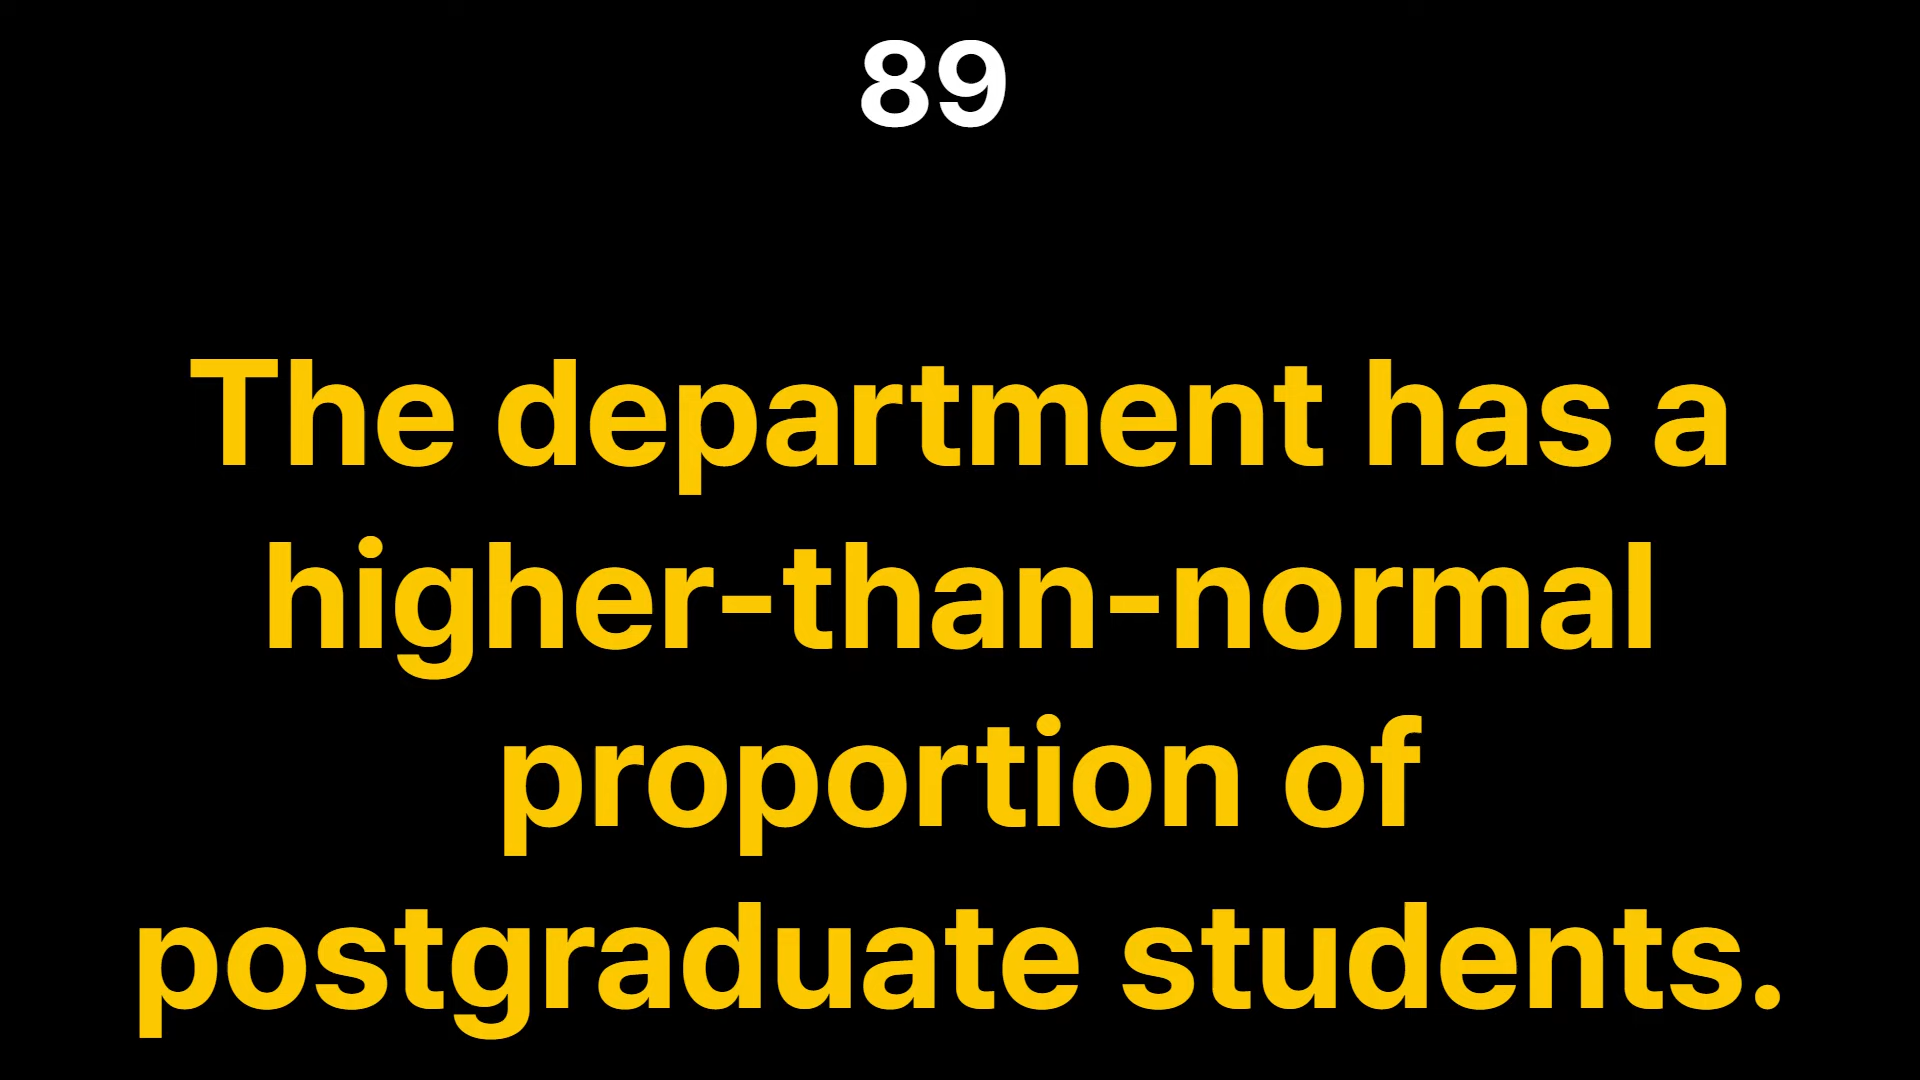 89
The department has a
higher-than-normal
proportion of
postgraduate students.